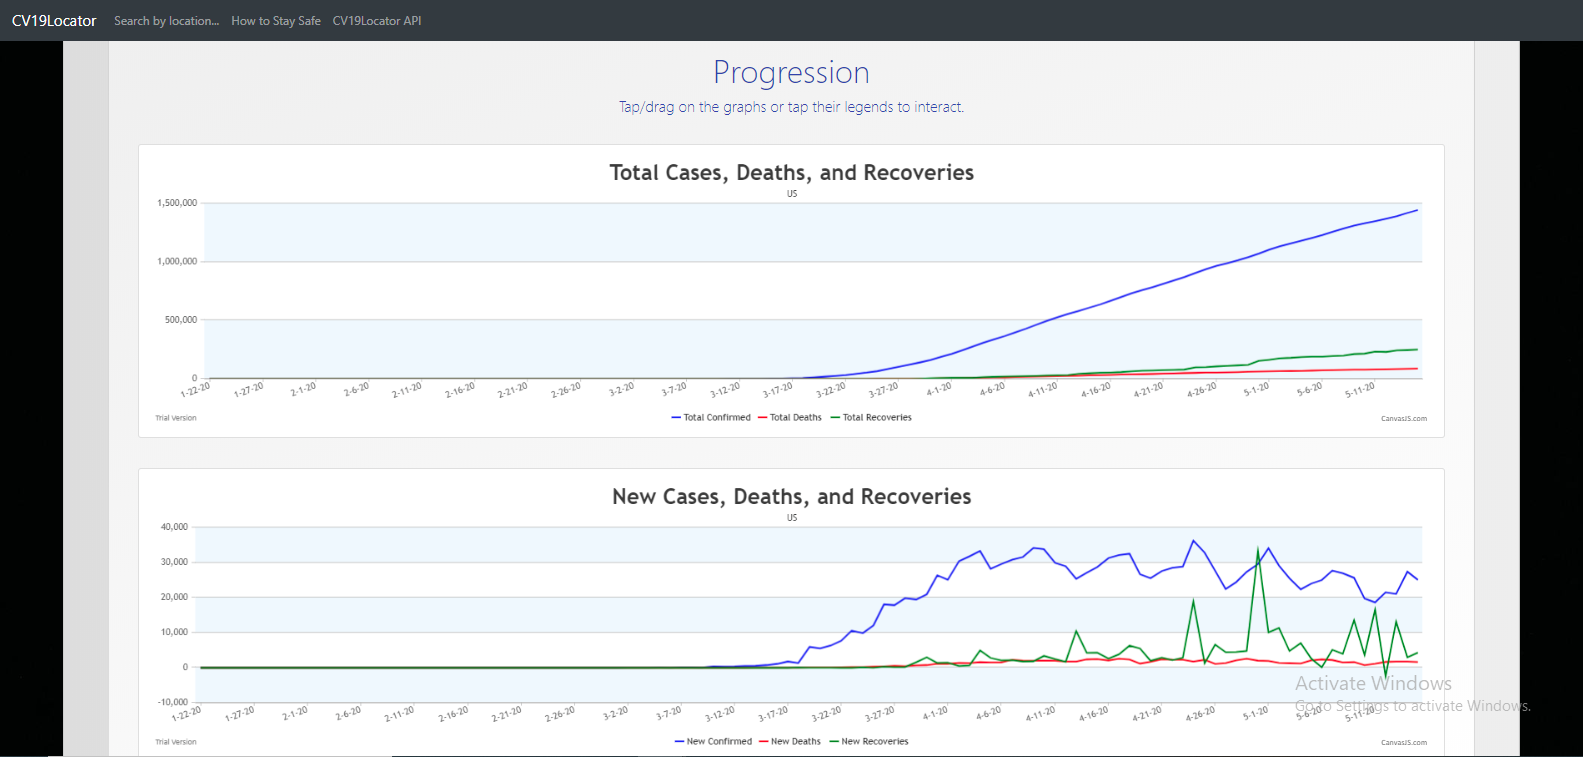 CV19Locator Search by location... How to Stay Safe CV19Locator API
Progression
Tap/drag on the graphs or tap their legends to interact.
Total Cases, Deaths, and Recoveries
US
1,500,000
1,000,000
500,000
0
1-22-20 1-27-20 2-1-20 2-6-20 2-11-20 2-16-20 2-21-20 2-26-20 3-2-20 3-7-20 3-12-20 3-17-20 3-22-20 3-27-20 4-1-20 4-6-20 4-11-20 4-16-20 4-21-20 4-26-20 5-1-20 5-6-20 5-11-20
Trial Version Total Confirmed Total Deaths Total Recoveries CanvasJS.com
New Cases, Deaths, and Recoveries
US
40,000
30,000
20,000
10,000
0
-10,000
1-22-20 1-27-20 2-1-20 2-6-20 2-11-20 2-16-20 2-21-20 2-26-20 3-2-20 3-7-20 3-12-20 3-17-20 3-22-20 3-27-20 4-1-20 4-6-20 4-11-20 4-16-20 4-21-20 4-26-20 5-1-20 5-6-20 5-11-20
Activate Windows
Go to Settings to activate Windows.
Trial Version New Confirmed New Deaths New Recoveries CanvasJS.com